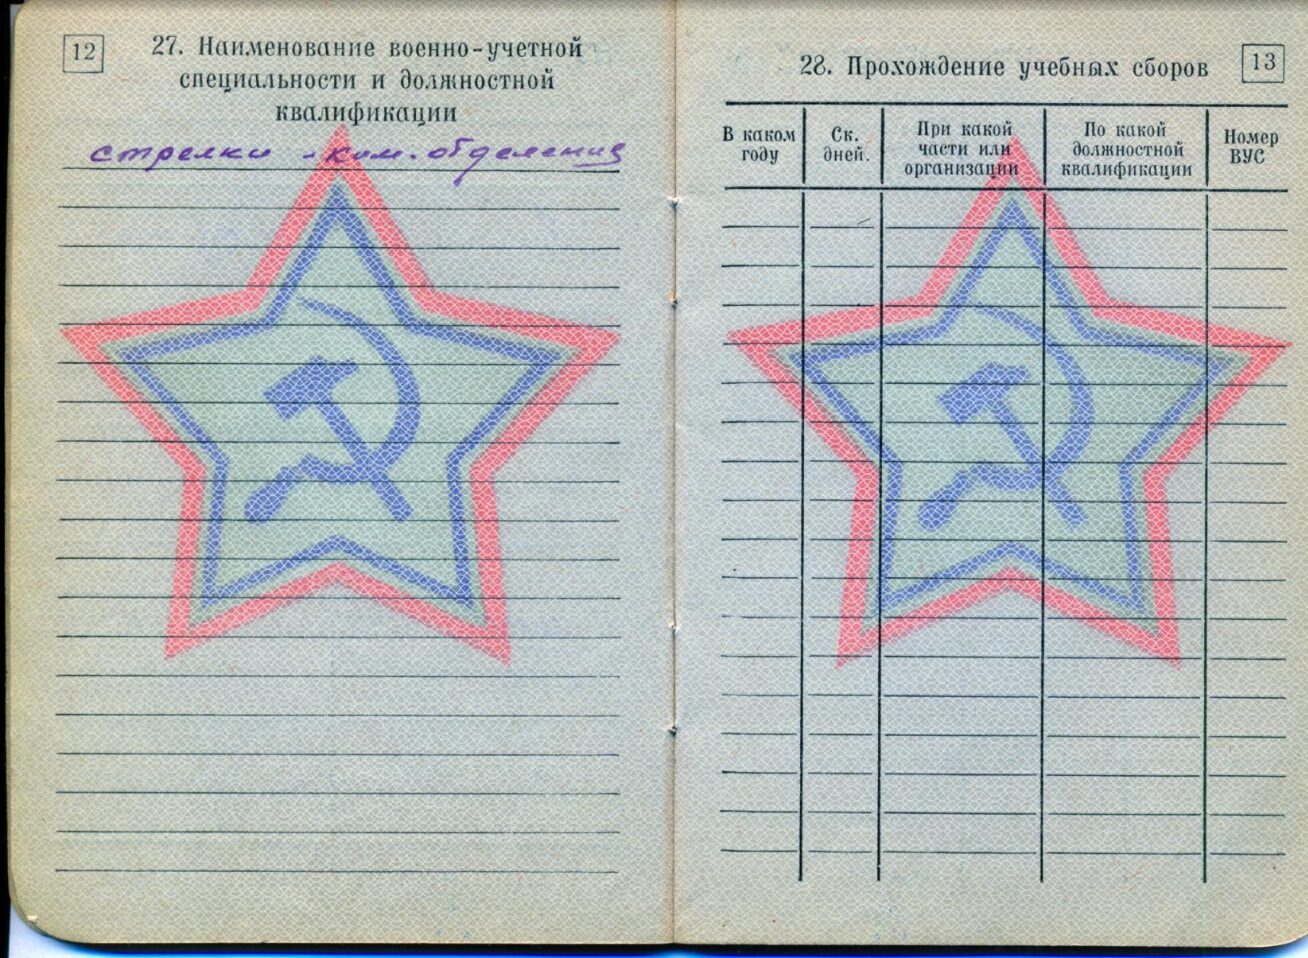 12
27. Наименование военно-учетной
специальности и должностной
квалификации
стрелки - ком. отделения
28. Прохождение учебных сборов
13
В каком
году
Ск.
дней.
При какой
части или
организации
По какой
должностной
квалификации
Номер
ВУС